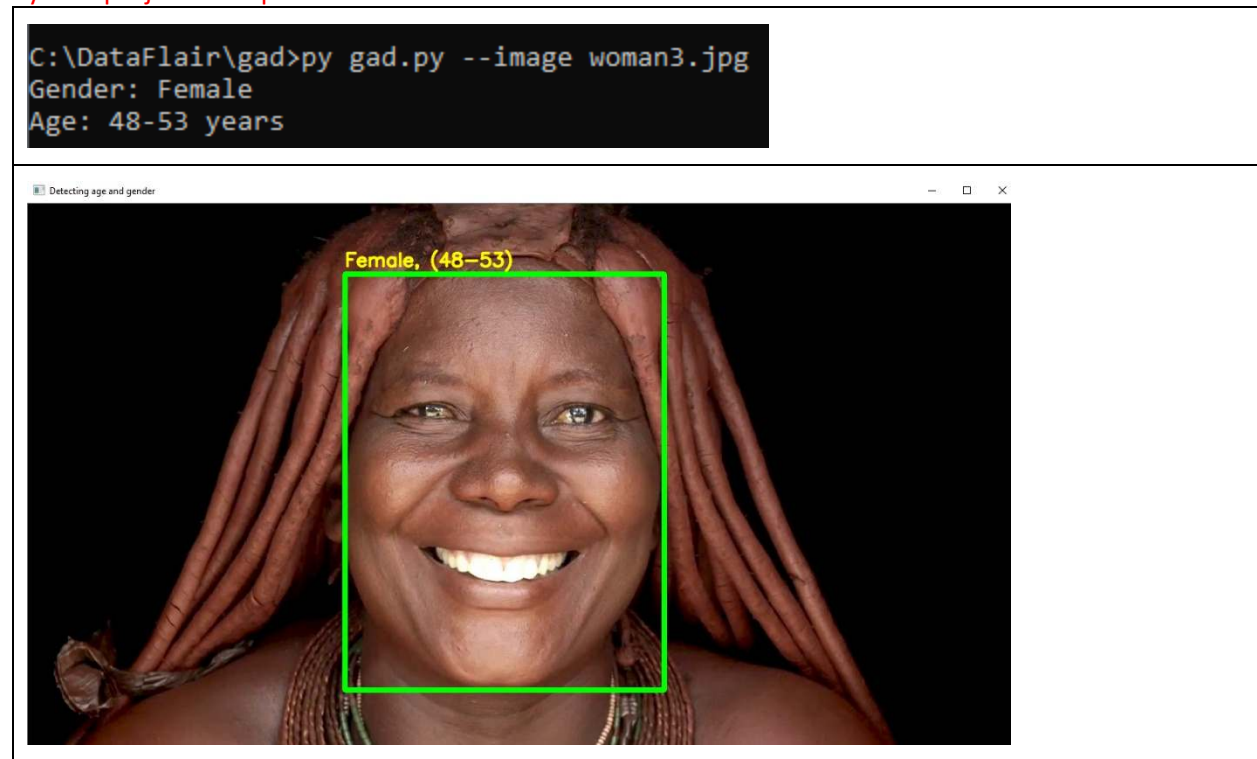 C:\DataFlair\gad>py gad.py --image woman3.jpg
Gender: Female
Age: 48-53 years
Detecting age and gender
Female, (48-53)